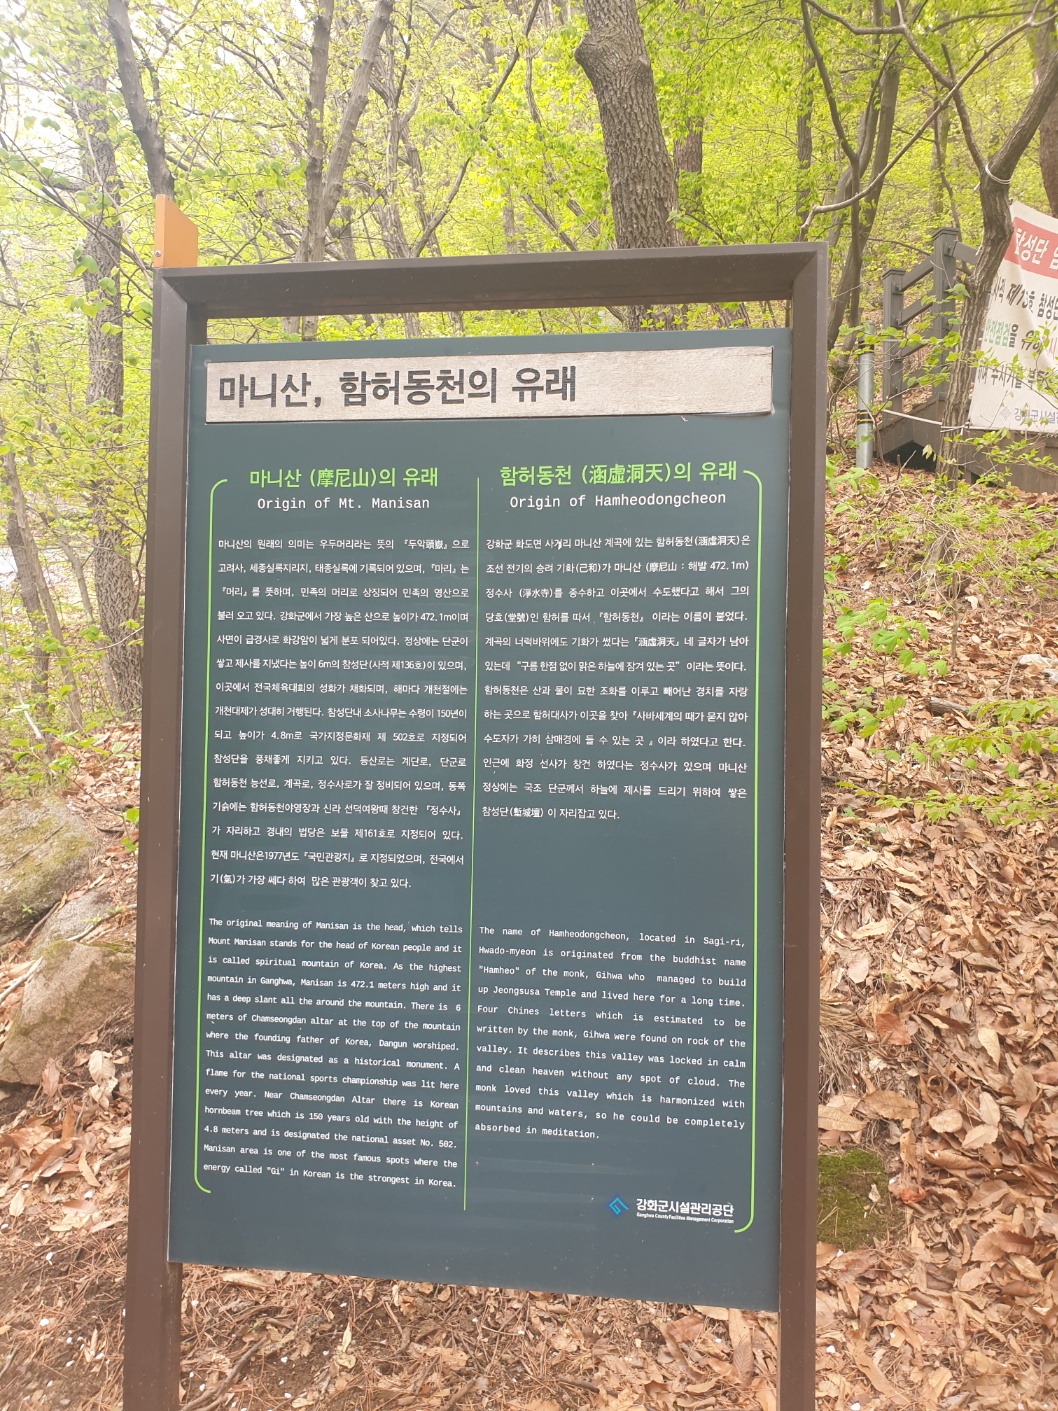 마니산, 함허동천의 유래
마니산 (摩尼山)의 유래
Origin of Mt. Manisan
마니산의 원래의 의미는 우두머리라는 뜻의 『두악頭嶽』으로
고려사, 세종실록지리지, 태종실록에 기록되어 있으며, 『마리』는
『머리』를 뜻하며, 민족의 머리로 상징되어 민족의 영산으로
불러 오고 있다. 강화군에서 가장 높은 산으로 높이가 472.1m이며
사면이 급경사로 화강암이 넓게 분포 되어있다. 정상에는 단군이
쌓고 제사를 지냈다는 높이 6m의 참성단(사적 제136호)이 있으며,
이곳에서 전국체육대회의 성화가 채화되며, 해마다 개천절에는
개천대제가 성대히 거행된다. 참성단내 소사나무는 수령이 150년이
되고 높이가 4.8m로 국가지정문화재 제 502호로 지정되어
참성단을 풍채좋게 지키고 있다. 등산로는 계단로, 단군로
함허동천 능선로, 계곡로, 정수사로가 잘 정비되어 있으며, 동쪽
기슭에는 함허동천야영장과 신라 선덕여왕때 창건한 『정수사』
가 자리하고 경내의 법당은 보물 제161호로 지정되어 있다.
현재 마니산은1977년도 『국민관광지』로 지정되었으며, 전국에서
기(氣)가 가장 쎄다 하여 많은 관광객이 찾고 있다.
The original meaning of Manisan is the head, which tells
Mount Manisan stands for the head of Korean people and it
is called spiritual mountain of Korea. As the highest
mountain in Ganghwa, Manisan is 472.1 meters high and it
has a deep slant all the around the mountain. There is 6
meters of Chamseongdan altar at the top of the mountain
where the founding father of Korea, Dangun worshiped.
This altar was designated as a historical monument. A
flame for the national sports championship was lit here
every year. Near Chamseongdan Altar there is Korean
hornbeam tree which is 150 years old with the height of
4.8 meters and is designated the national asset No. 502.
Manisan area is one of the most famous spots where the
energy called "Gi" in Korean is the strongest in Korea.
함허동천 (涵虛洞天)의 유래
Origin of Hamheodongcheon
강화군 화도면 사게리 마니산 계곡에 있는 함허동천(涵虛洞天)은
조선 전기의 승려 기화(己和)가 마니산 (摩尼山 : 해발 472.1m)
정수사 (淨水寺)를 중수하고 이곳에서 수도했다고 해서 그의
당호(堂號)인 함허를 따서 『함허동천』 이라는 이름이 붙었다.
계곡의 너럭바위에도 기화가 썼다는 『涵虛洞天』네 글자가 남아
있는데 "구름 한점 없이 맑은 하늘에 잠겨 있는 곳" 이라는 뜻이다.
함허동천은 산과 물이 묘한 조화를 이루고 빼어난 경치를 자랑
하는 곳으로 함허대사가 이곳을 찾아 『사바세계의 때가 묻지 않아
수도자가 가히 삼매경에 들 수 있는 곳 』이라 하였다고 한다.
인근에 화정 선사가 창건 하였다는 정수사가 있으며 마니산
정상에는 국조 단군께서 하늘에 제사를 드리기 위하여 쌓은
참성단(塹城壇) 이 자리잡고 있다.
The name of Hamheodongcheon, located in Sagi-ri,
Hwado-myeon is originated from the buddhist name
"Hamheo" of the monk, Gihwa who managed to build
up Jeongsusa Temple and lived here for a long time.
Four Chines letters which is estimated to be
written by the monk, Gihwa were found on rock of the
valley. It describes this valley was locked in calm
and clean heaven without any spot of cloud. The
monk loved this valley which is harmonized with
mountains and waters, so he could be completely
absorbed in meditation.
강화군시설관리공단
Ganghwa County Facilities Management Corporation
참성단
제136호 참성단
강화군시설